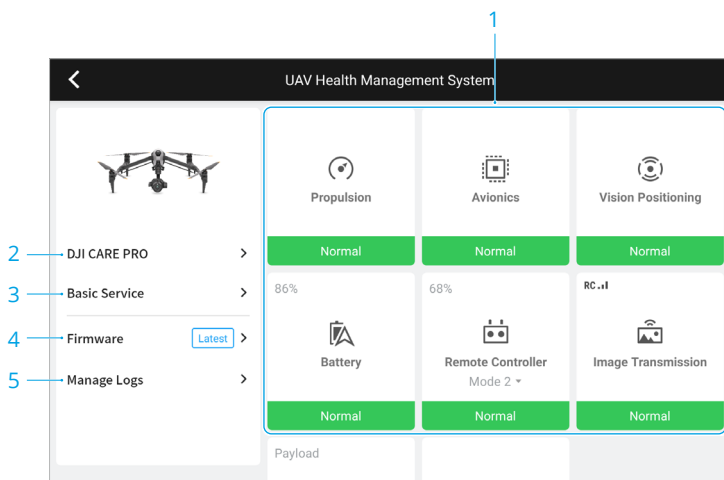 1
UAV Health Management System
Propulsion
Normal
Avionics
Normal
Vision Positioning
Normal
2
DJI CARE PRO
3
Basic Service
4
Firmware
Latest
5
Manage Logs
86%
Battery
Normal
68%
Remote Controller
Mode 2
Normal
RC
Image Transmission
Normal
Payload